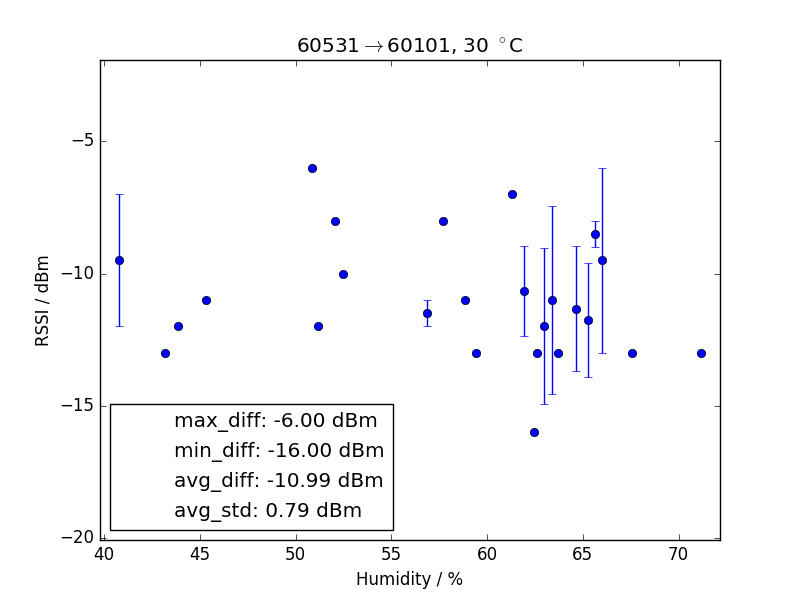 60531→60101, 30 °C
−5
−10
−15
−20
RSSI / dBm
max_diff: -6.00 dBm
min_diff: -16.00 dBm
avg_diff: -10.99 dBm
avg_std: 0.79 dBm
40 45 50 55 60 65 70
Humidity / %